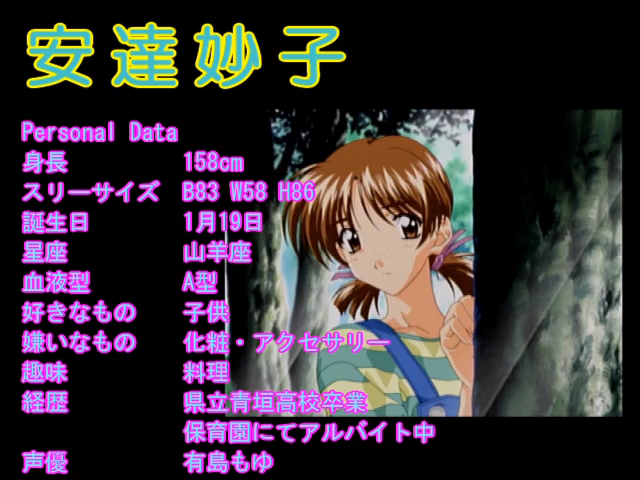 安達妙子
Personal Data
身長 158cm
スリーサイズ B83 W58 H86
誕生日 1月19日
星座 山羊座
血液型 A型
好きなもの 子供
嫌いなもの 化粧・アクセサリー
趣味 料理
経歴 県立青垣高校卒業
保育園にてアルバイト中
声優 有島もゆ